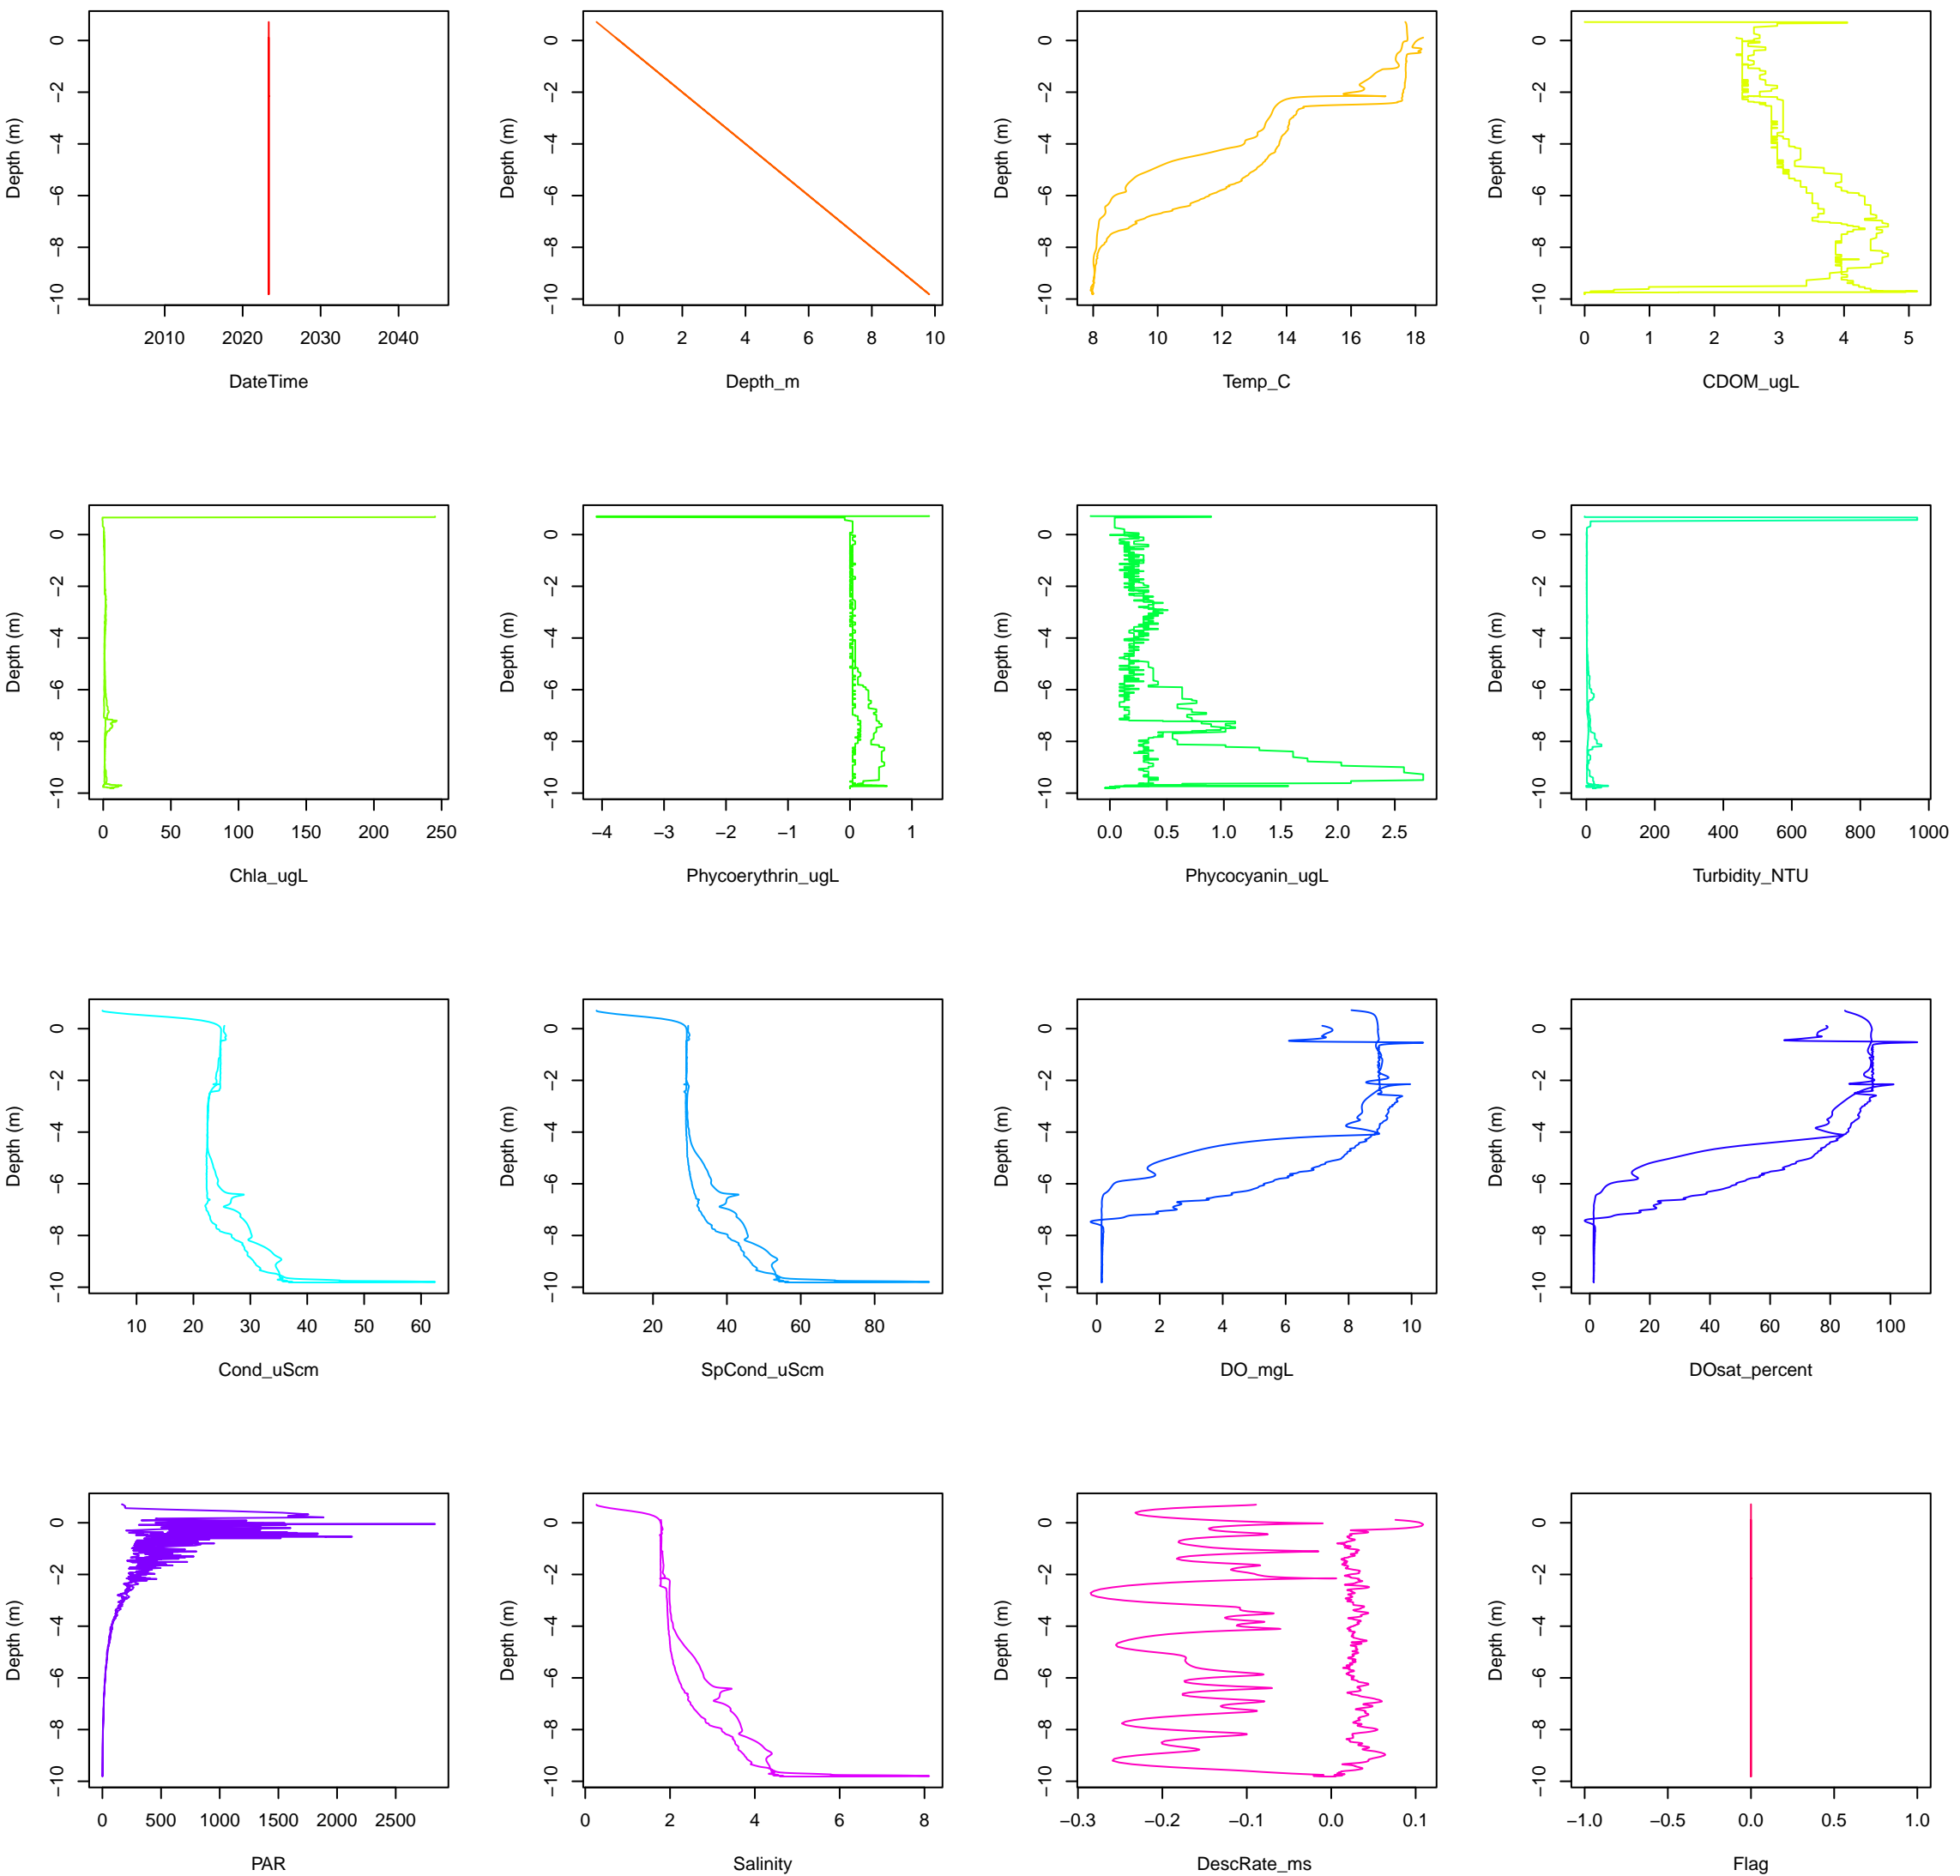 Depth (m)
0
−2
−4
−6
−8
−10
2010 2020 2030 2040
DateTime
Depth (m)
0
−2
−4
−6
−8
−10
0 2 4 6 8 10
Depth_m
Depth (m)
0
−2
−4
−6
−8
−10
8 10 12 14 16 18
Temp_C
Depth (m)
0
−2
−4
−6
−8
−10
0 1 2 3 4 5
CDOM_ugL
Depth (m)
0
−2
−4
−6
−8
−10
0 50 100 150 200 250
Chla_ugL
Depth (m)
0
−2
−4
−6
−8
−10
−4 −3 −2 −1 0 1
Phycoerythrin_ugL
Depth (m)
0
−2
−4
−6
−8
−10
0.0 0.5 1.0 1.5 2.0 2.5
Phycocyanin_ugL
Depth (m)
0
−2
−4
−6
−8
−10
0 200 400 600 800 1000
Turbidity_NTU
Depth (m)
0
−2
−4
−6
−8
−10
10 20 30 40 50 60
Cond_uScm
Depth (m)
0
−2
−4
−6
−8
−10
20 40 60 80
SpCond_uScm
Depth (m)
0
−2
−4
−6
−8
−10
0 2 4 6 8 10
DO_mgL
Depth (m)
0
−2
−4
−6
−8
−10
0 20 40 60 80 100
DOsat_percent
Depth (m)
0
−2
−4
−6
−8
−10
0 500 1000 1500 2000 2500
PAR
Depth (m)
0
−2
−4
−6
−8
−10
0 2 4 6 8
Salinity
Depth (m)
0
−2
−4
−6
−8
−10
−0.3 −0.2 −0.1 0.0 0.1
DescRate_ms
Depth (m)
0
−2
−4
−6
−8
−10
−1.0 −0.5 0.0 0.5 1.0
Flag